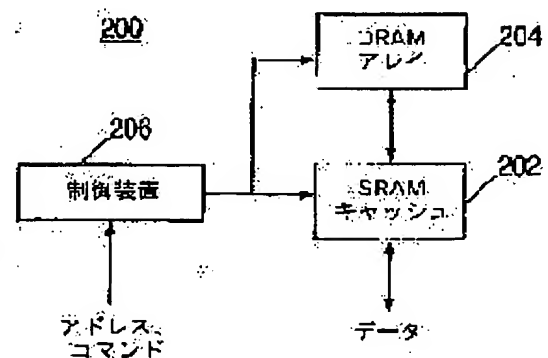 200
DRAM
アレイ
204
206
制御装置
SRAM
キャッシュ
202
アドレス、
コマンド
データ